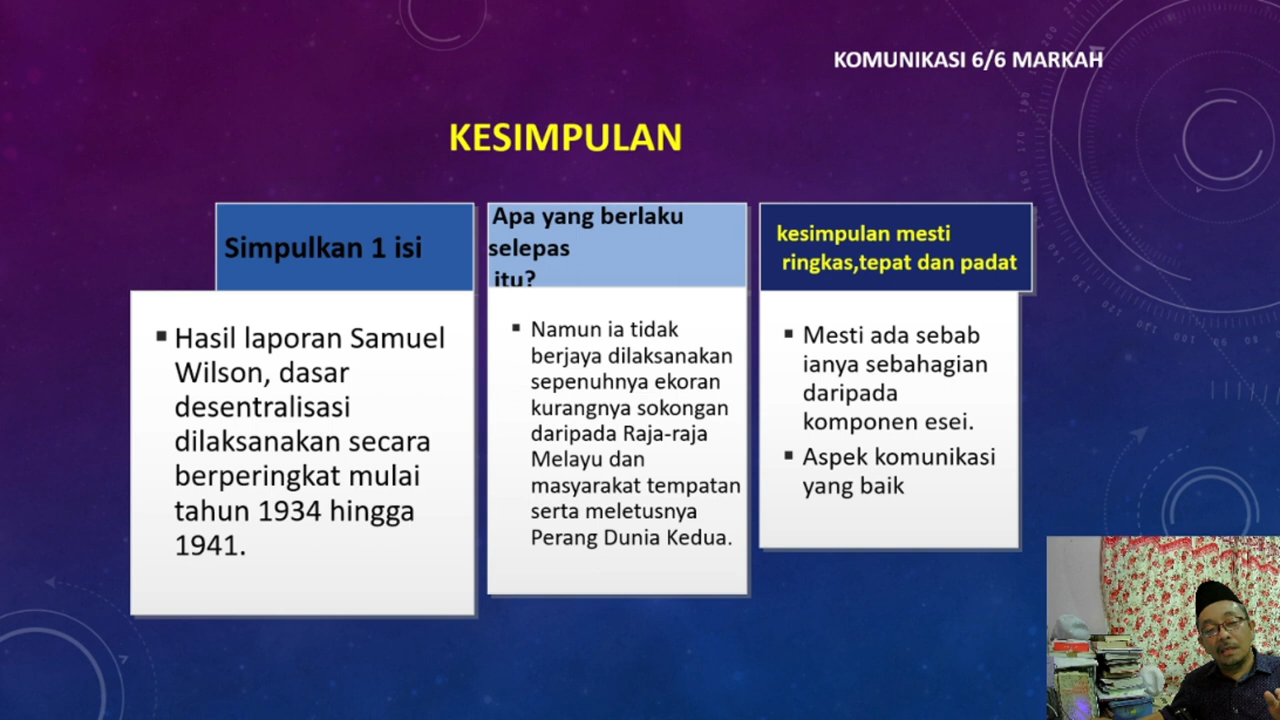 KOMUNIKASI 6/6 MARKAH
KESIMPULAN
Simpulkan 1 isi
Hasil laporan Samuel
Wilson, dasar
desentralisasi
dilaksanakan secara
berperingkat mulai
tahun 1934 hingga
1941.
Apa yang berlaku
selepas
itu?
Namun ia tidak
berjaya dilaksanakan
sepenuhnya ekoran
kurangnya sokongan
daripada Raja-raja
Melayu dan
masyarakat tempatan
serta meletusnya
Perang Dunia Kedua.
kesimpulan mesti
ringkas,tepat dan padat
Mesti ada sebab
ianya sebahagian
daripada
komponen esei.
Aspek komunikasi
yang baik